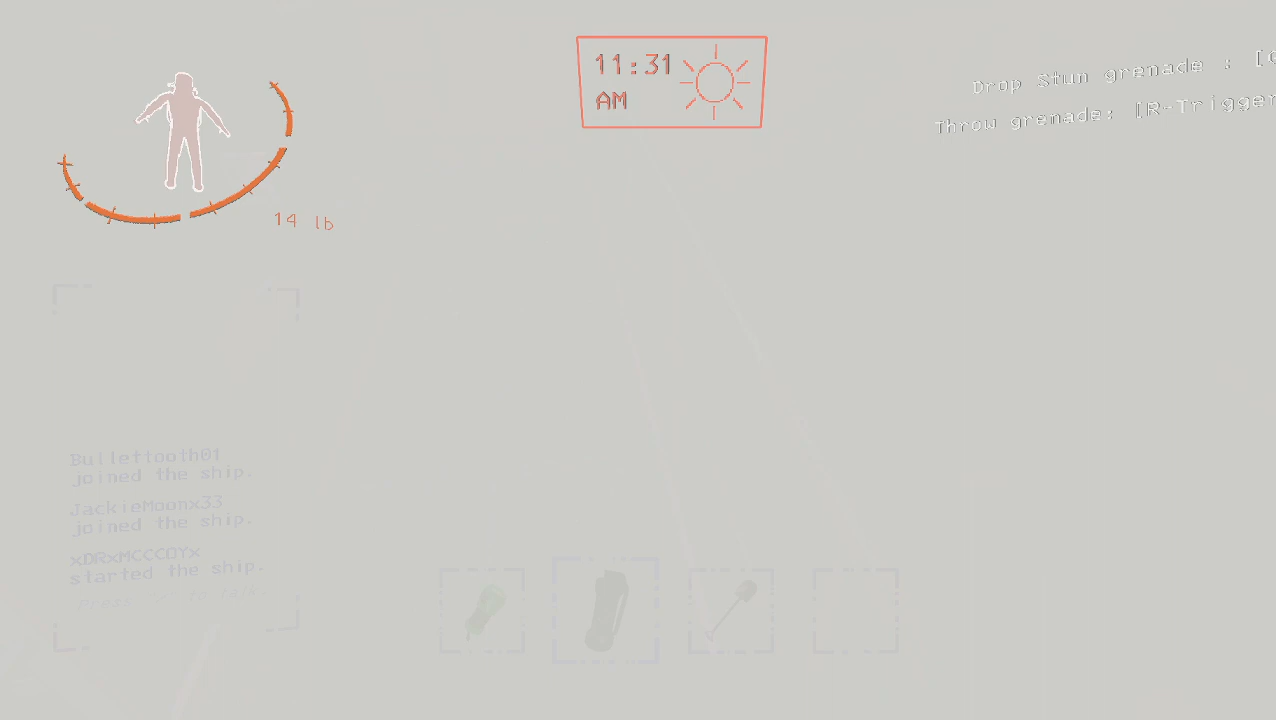 11:31
AM
Drop Stun grenade : [
Throw grenade: [R-Trigger
14 lb
Bullettooth01
joined the ship.
JackieMoonx33
joined the ship.
xDRxMCCCOYx
started the ship.
Press